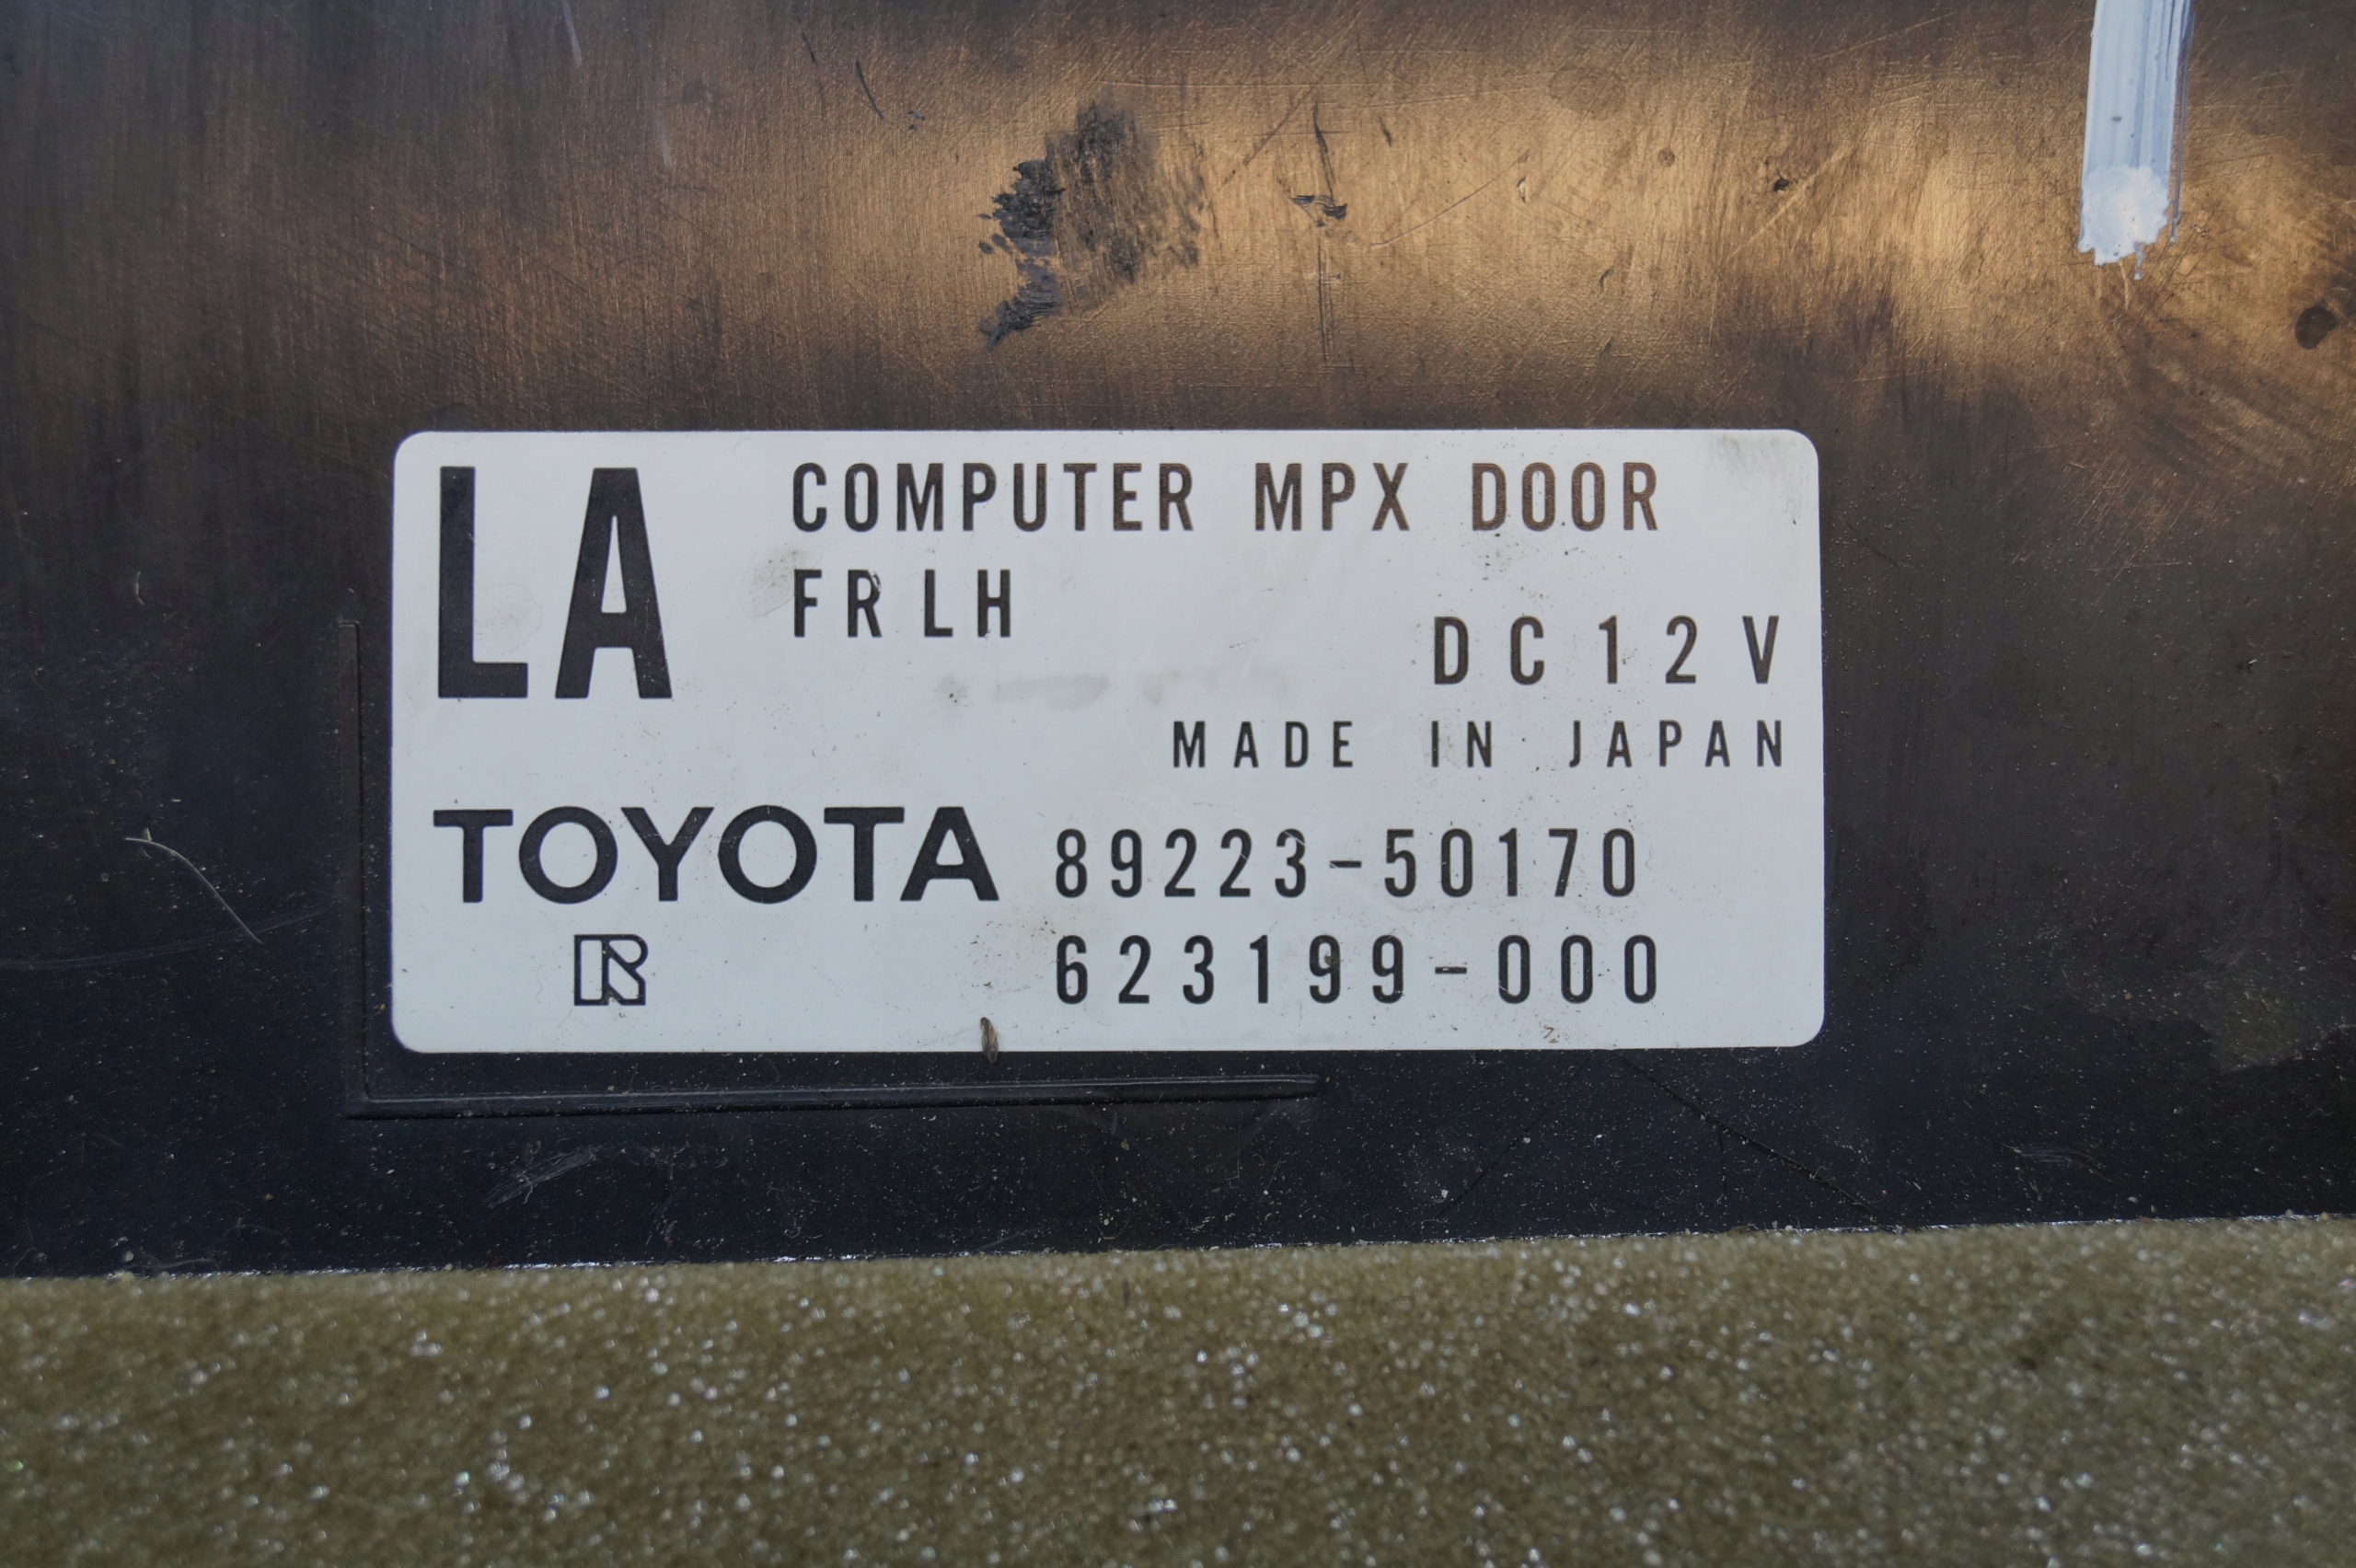 LA COMPUTER MPX DOOR
FR LH
DC12V
MADE IN JAPAN
TOYOTA 89223-50170
R 623199-000